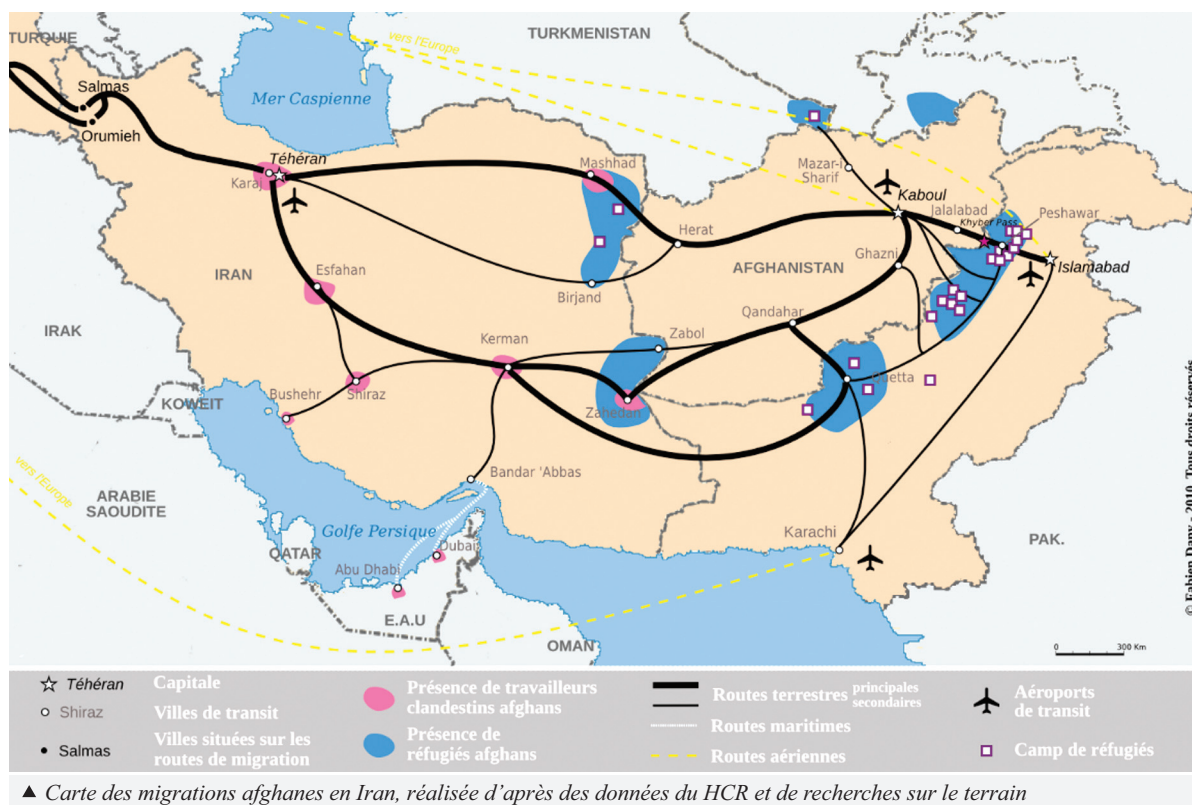 TURQUIE
TURKMENISTAN
vers l'Europe
Mer Caspienne
Salmas
Orumieh
Téhéran
Karaj
Mashhad
Mazar-i
Sharif
Kaboul
Jalalabad
Khyber Pass
Peshawar
Herat
Ghazni
Islamabad
IRAN
Esfahan
AFGHANISTAN
Birjand
Qandahar
IRAK
Kerman
Zabol
Bushehr
Shiraz
Quetta
KOWEIT
Zahedan
vers l'Europe
ARABIE
SAOUDITE
Bandar 'Abbas
Golfe Persique
Karachi
PAK.
QATAR
Dubai
Abu Dhabi
E.A.U
OMAN
300 Km
© Fabien Dany - 2010. Tous droits réservés
Téhéran Capitale
Shiraz Villes de transit
Salmas Villes situées sur les
routes de migration
Présence de travailleurs
clandestins afghans
Présence de
réfugiés afghans
Routes terrestres principales
secondaires
Routes maritimes
Routes aériennes
Aéroports
de transit
Camp de réfugiés
▲ Carte des migrations afghanes en Iran, réalisée d'après des données du HCR et de recherches sur le terrain